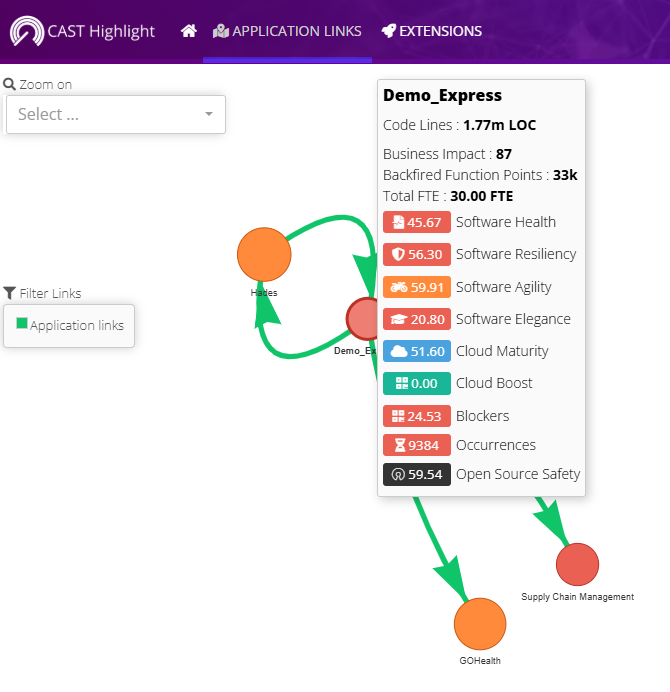 CAST Highlight
APPLICATION LINKS
EXTENSIONS
Zoom on
Select ...
Filter Links
Application links
Demo_Express
Code Lines : 1.77m LOC
Business Impact : 87
Backfired Function Points : 33k
Total FTE : 30.00 FTE
45.67 Software Health
56.30 Software Resiliency
59.91 Software Agility
20.80 Software Elegance
51.60 Cloud Maturity
0.00 Cloud Boost
24.53 Blockers
9384 Occurrences
59.54 Open Source Safety
Hades
Demo_Ex
Supply Chain Management
GOHealth